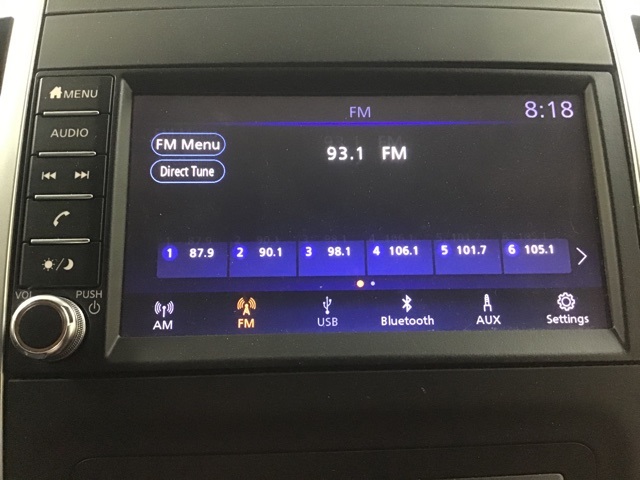 MENU
AUDIO
VOL PUSH
FM 8:18
FM Menu
93.1 FM
Direct Tune
1 87.9 2 90.1 3 98.1 4 106.1 5 101.7 6 105.1
AM FM USB Bluetooth AUX Settings